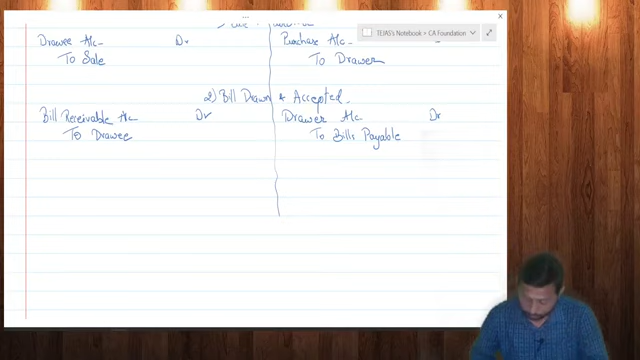 TEJAS's Notebook > CA Foundation
Drawee A/c Dr
To Sale
Purchase A/c
To Drawer
2) Bill Drawn & Accepted
Bill Receivable A/c Dr
To Drawee
Drawer A/c Dr
To Bills Payable